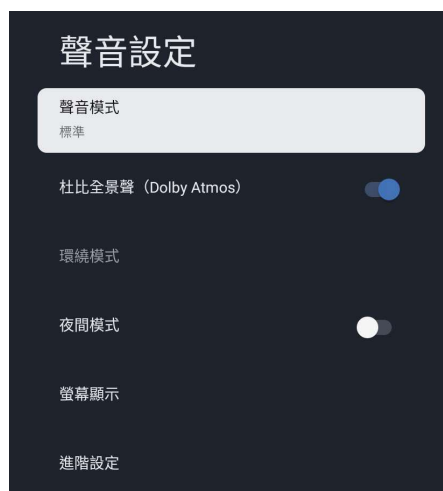 聲音設定
聲音模式
標準
杜比全景聲（Dolby Atmos）
環繞模式
夜間模式
螢幕顯示
進階設定